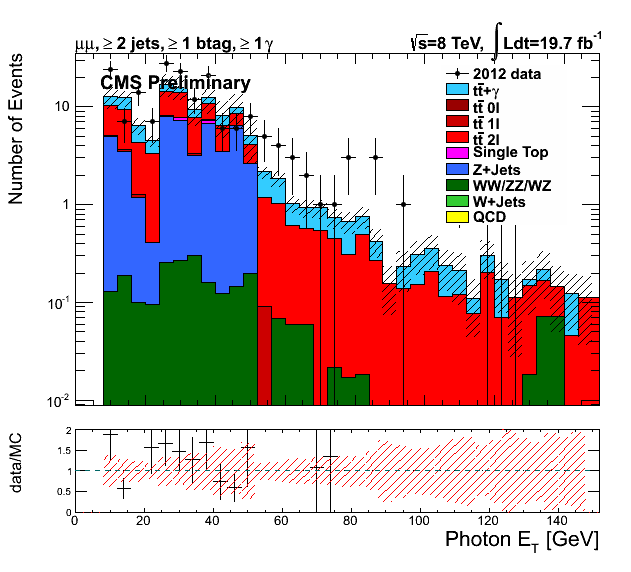 μμ, ≥ 2 jets, ≥ 1 btag, ≥ 1 γ
√s=8 TeV, ∫ Ldt=19.7 fb⁻¹
CMS Preliminary
2012 data
tt̄+γ
tt̄ 0l
tt̄ 1l
tt̄ 2l
Single Top
Z+Jets
WW/ZZ/WZ
W+Jets
QCD
Number of Events
10
1
10⁻¹
10⁻²
data/MC
2
1.5
1
0.5
0
0 20 40 60 80 100 120 140
Photon E_T [GeV]